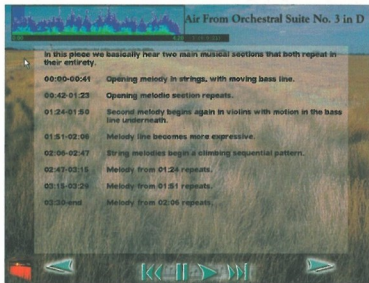 Air From Orchestral Suite No. 3 in D
In this piece we basically hear two main musical sections that both repeat in
their entirety.
00:00-00:41 Opening melody in strings, with moving bass line.
00:42-01:23 Opening melodic section repeats.
01:24-01:50 Second melody begins again in violins with motion in the bass
line underneath.
01:51-02:06 Melody line becomes more expressive.
02:06-02:47 String melodies begin a climbing sequential pattern.
02:47-03:15 Melody from 01:24 repeats.
03:15-03:29 Melody from 01:51 repeats.
03:30-end Melody from 02:06 repeats.